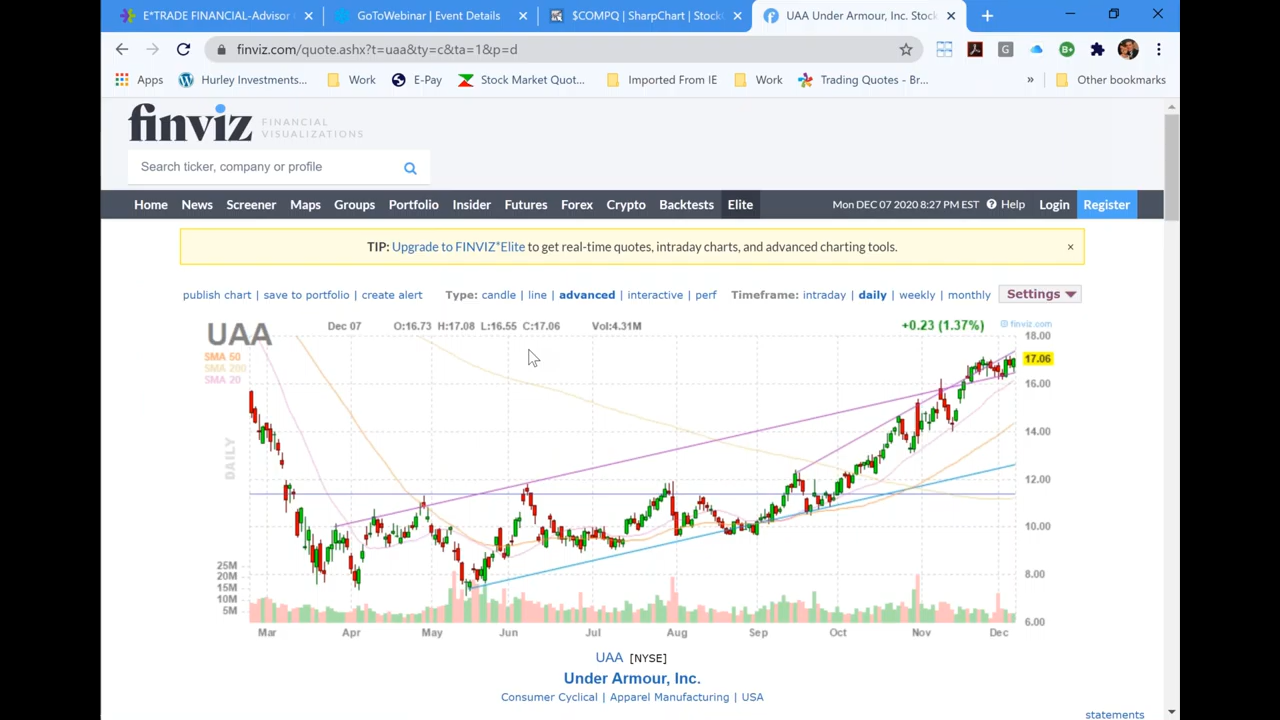 E*TRADE FINANCIAL-Advisor
GoToWebinar | Event Details
$COMPQ | SharpChart | Stock
UAA Under Armour, Inc. Stock
finviz.com/quote.ashx?t=uaa&ty=c&ta=1&p=d
Apps
Hurley Investments...
Work
E-Pay
Stock Market Quot...
Imported From IE
Work
Trading Quotes - Br...
»
Other bookmarks
finviz
FINANCIAL
VISUALIZATIONS
Search ticker, company or profile
Home News Screener Maps Groups Portfolio Insider Futures Forex Crypto Backtests Elite
Mon DEC 07 2020 8:27 PM EST
Help
Login
Register
TIP: Upgrade to FINVIZ*Elite to get real-time quotes, intraday charts, and advanced charting tools.
×
publish chart | save to portfolio | create alert
Type: candle | line | advanced | interactive | perf
Timeframe: intraday | daily | weekly | monthly
Settings
UAA
Dec 07 O:16.73 H:17.08 L:16.55 C:17.06 Vol:4.31M
+0.23 (1.37%)
© finviz.com
SMA 50
SMA 200
SMA 20
DAILY
18.00
17.06
16.00
14.00
12.00
10.00
8.00
6.00
25M
20M
15M
10M
5M
Mar Apr May Jun Jul Aug Sep Oct Nov Dec
UAA [NYSE]
Under Armour, Inc.
Consumer Cyclical | Apparel Manufacturing | USA
statements